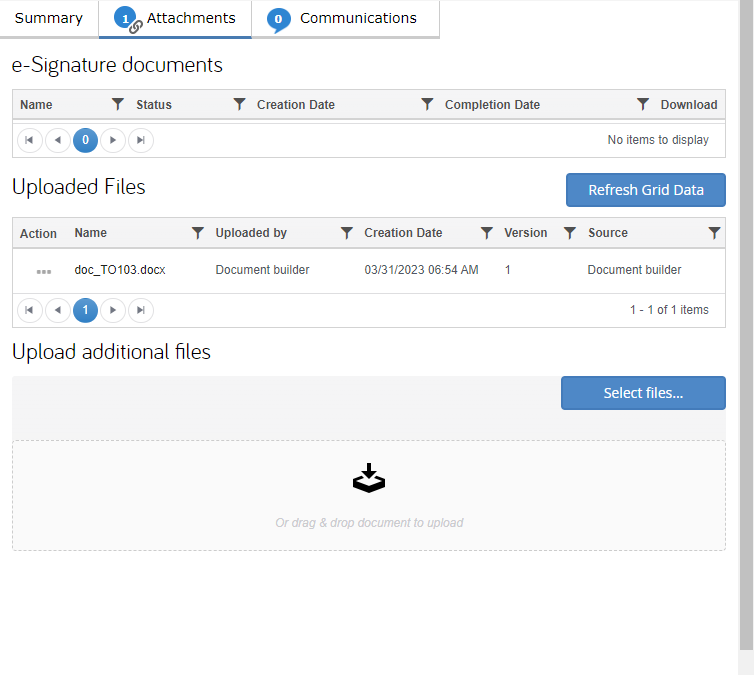 Summary 1 Attachments 0 Communications
e-Signature documents
Name Status Creation Date Completion Date Download
0 No items to display
Uploaded Files Refresh Grid Data
Action Name Uploaded by Creation Date Version Source
doc_TO103.docx Document builder 03/31/2023 06:54 AM 1 Document builder
1 1 - 1 of 1 items
Upload additional files
Select files...
Or drag & drop document to upload